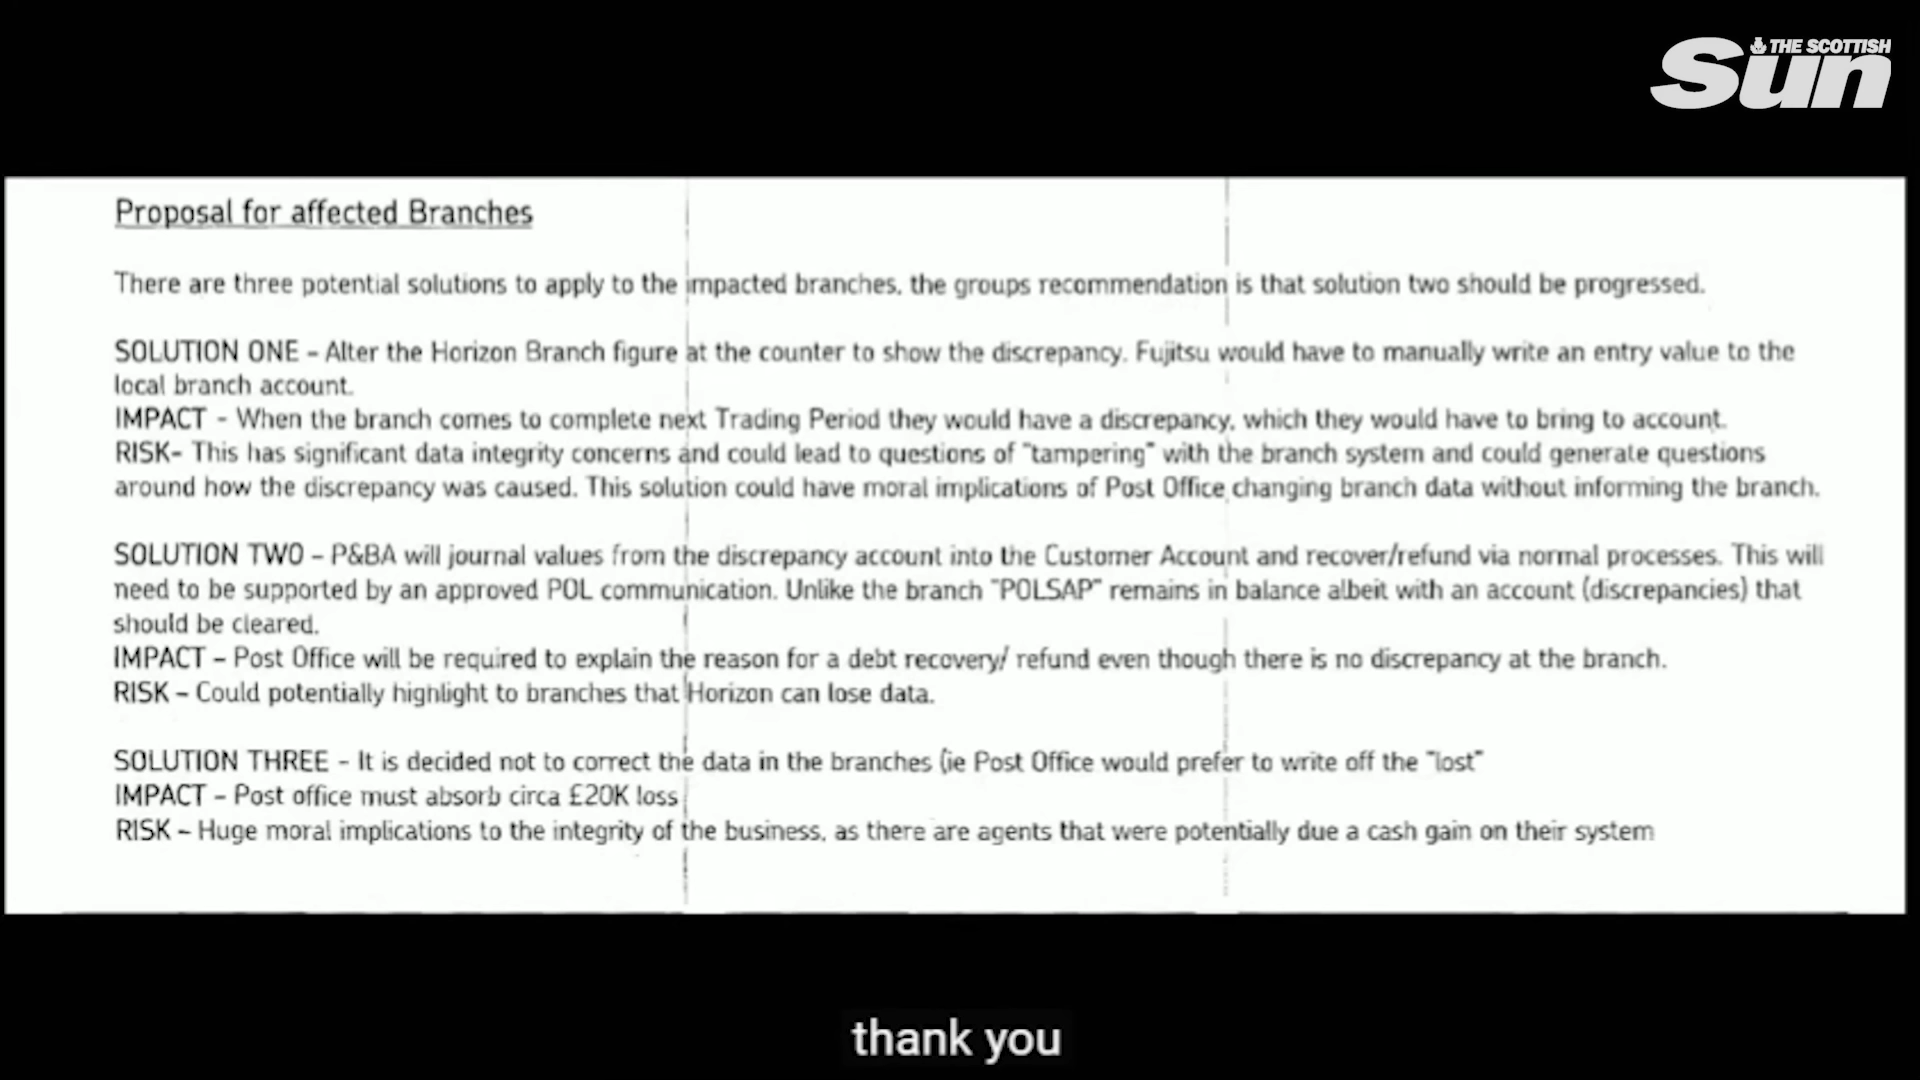 THE SCOTTISH
Sun
Proposal for affected Branches
There are three potential solutions to apply to the impacted branches, the groups recommendation is that solution two should be progressed.
SOLUTION ONE – Alter the Horizon Branch figure at the counter to show the discrepancy. Fujitsu would have to manually write an entry value to the
local branch account.
IMPACT – When the branch comes to complete next Trading Period they would have a discrepancy, which they would have to bring to account.
RISK- This has significant data integrity concerns and could lead to questions of "tampering" with the branch system and could generate questions
around how the discrepancy was caused. This solution could have moral implications of Post Office changing branch data without informing the branch.
SOLUTION TWO – P&BA will journal values from the discrepancy account into the Customer Account and recover/refund via normal processes. This will
need to be supported by an approved POL communication. Unlike the branch "POLSAP" remains in balance albeit with an account (discrepancies) that
should be cleared.
IMPACT – Post Office will be required to explain the reason for a debt recovery/ refund even though there is no discrepancy at the branch.
RISK – Could potentially highlight to branches that Horizon can lose data.
SOLUTION THREE – It is decided not to correct the data in the branches (ie Post Office would prefer to write off the "lost"
IMPACT – Post office must absorb circa £20K loss
RISK – Huge moral implications to the integrity of the business, as there are agents that were potentially due a cash gain on their system
thank you